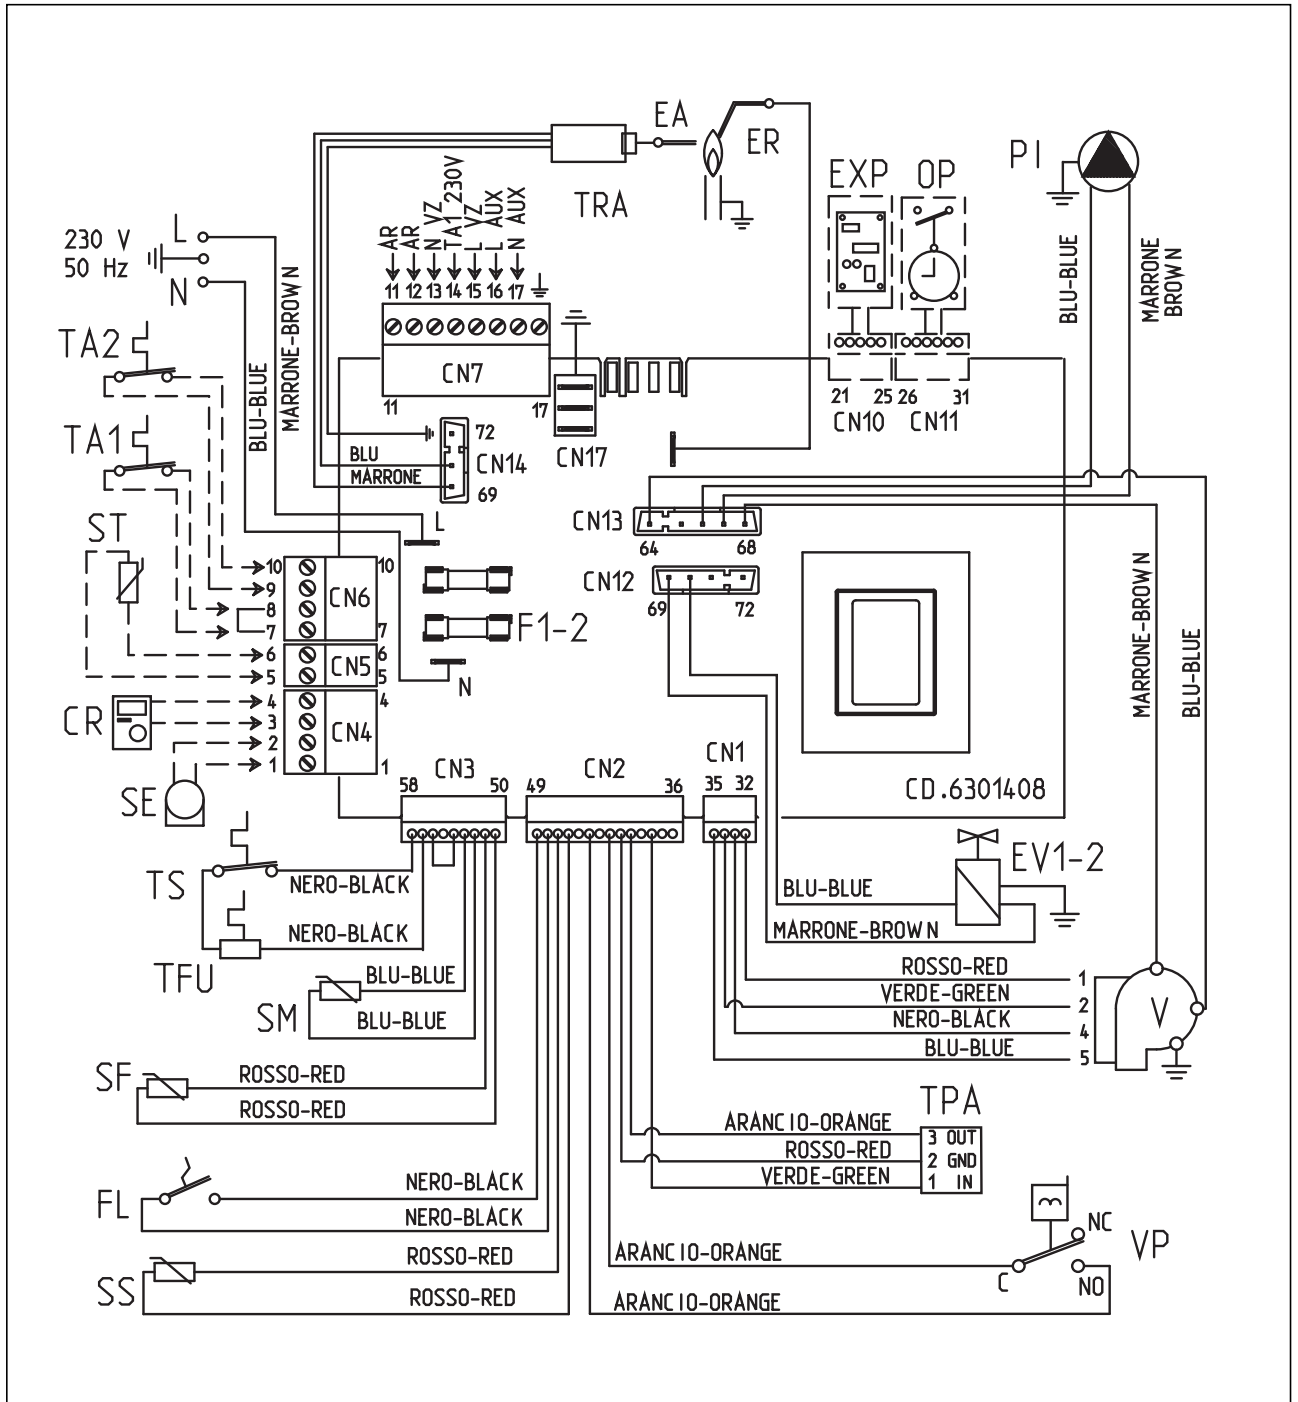 EA
ER
TRA
PI
EXP
OP
230 V
50 Hz
L
N
AR
AR
N VZ
TA1 230V
L VZ
L AUX
N AUX
11
12
13
14
15
16
17
MARRONE-BROWN
BLU-BLUE
BLU-BLUE
MARRONE
BROWN
TA2
TA1
ST
CN7
11
17
21
25
26
31
CN10
CN11
BLU
MARRONE
72
CN14
69
CN17
L
CN13
64
68
CN12
69
72
10
9
8
7
6
5
4
3
2
1
CN6
10
7
CN5
6
5
CN4
4
1
F1-2
N
CR
SE
MARRONE-BROWN
BLU-BLUE
CN3
58
50
CN2
49
36
CN1
35
32
CD.6301408
TS
NERO-BLACK
NERO-BLACK
TFU
BLU-BLUE
SM
BLU-BLUE
EV1-2
BLU-BLUE
MARRONE-BROWN
ROSSO-RED
1
VERDE-GREEN
2
NERO-BLACK
4
BLU-BLUE
5
V
SF
ROSSO-RED
ROSSO-RED
TPA
ARANCIO-ORANGE
3 OUT
ROSSO-RED
2 GND
VERDE-GREEN
1 IN
FL
NERO-BLACK
NERO-BLACK
SS
ROSSO-RED
ROSSO-RED
ARANCIO-ORANGE
ARANCIO-ORANGE
NC
VP
C
NO